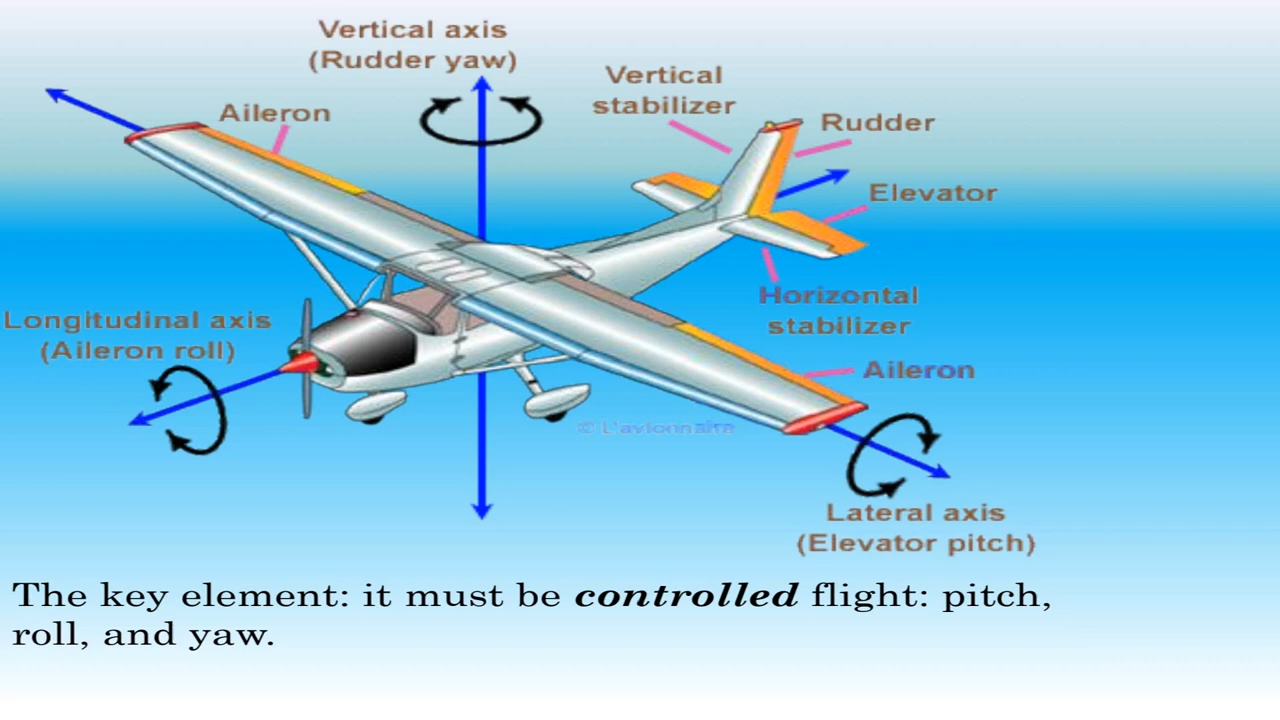 Vertical axis
(Rudder yaw)
Vertical
stabilizer
Aileron
Rudder
Elevator
Horizontal
stabilizer
Longitudinal axis
(Aileron roll)
Aileron
© L'avionnaire
Lateral axis
(Elevator pitch)
The key element: it must be controlled flight: pitch,
roll, and yaw.